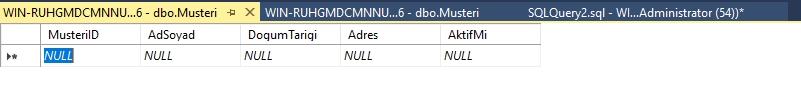 WIN-RUHGMDCMNNU...6 - dbo.Musteri WIN-RUHGMDCMNNU...6 - dbo.Musteri SQLQuery2.sql - WI...Administrator (54))*
MusteriID AdSoyad DogumTarigi Adres AktifMi
NULL NULL NULL NULL NULL